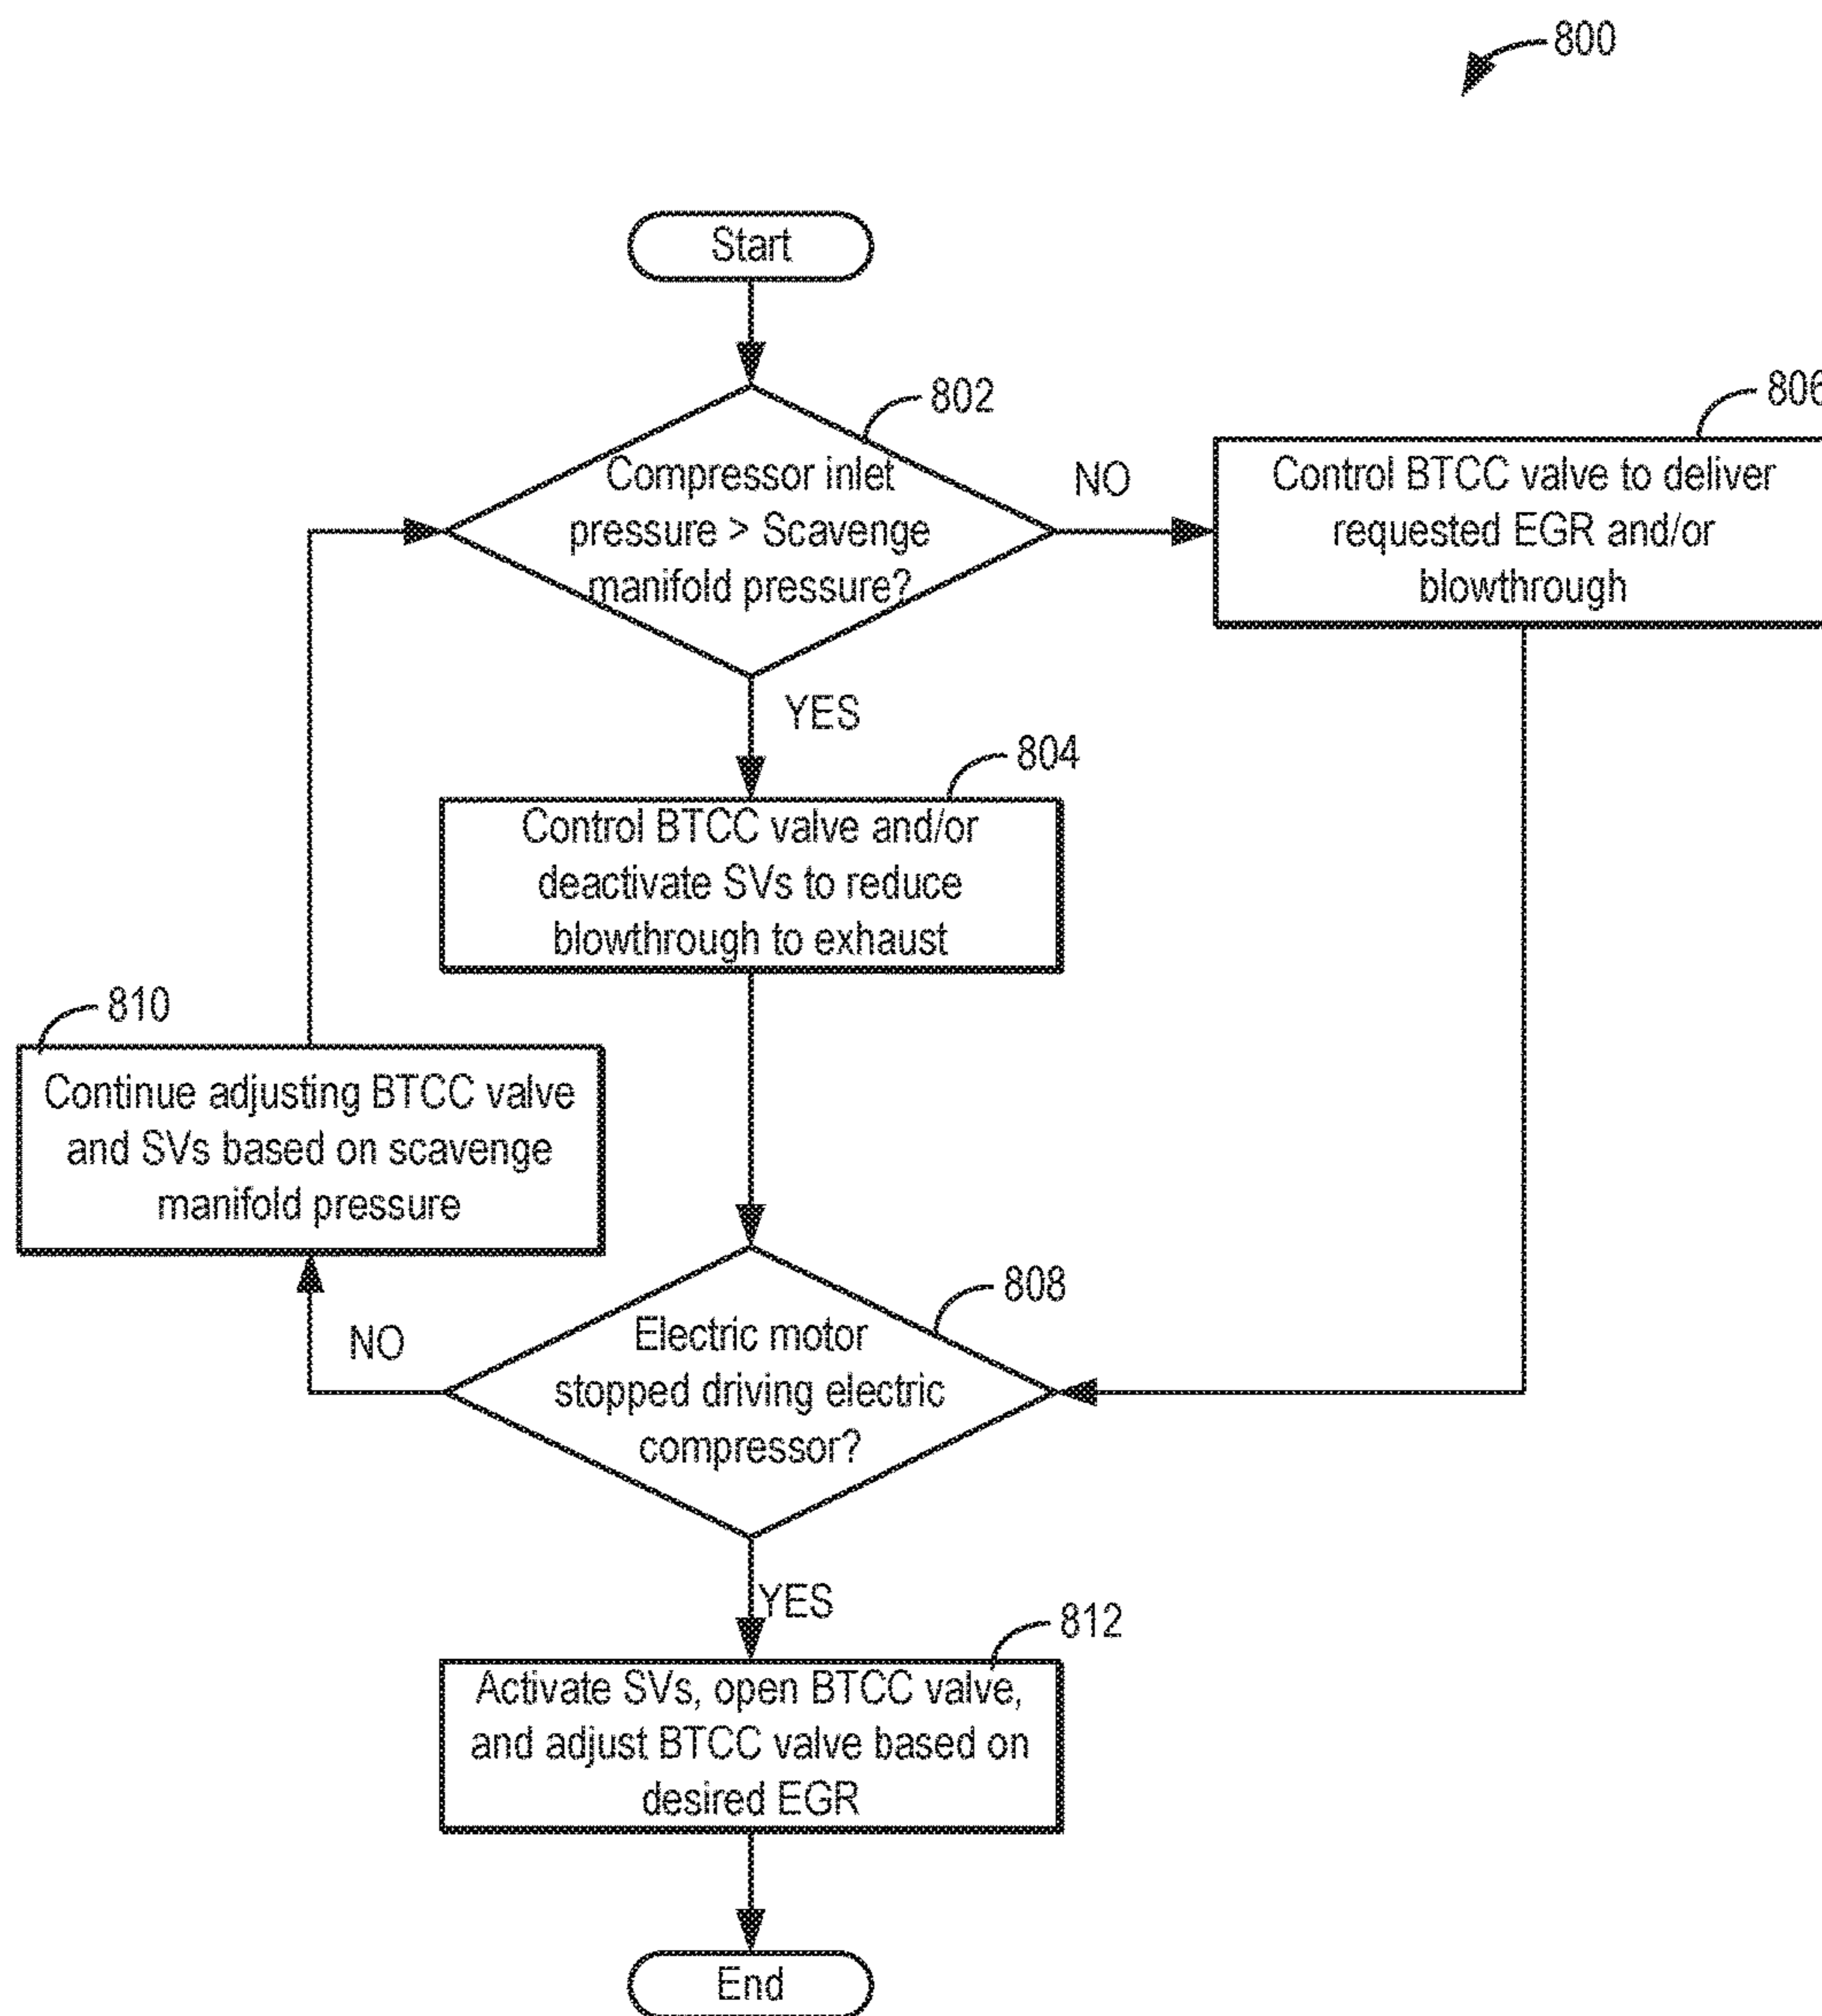 800
Start
802
Compressor inlet
pressure > Scavenge
manifold pressure?
NO
806
Control BTCC valve to deliver
requested EGR and/or
blowthrough
YES
804
Control BTCC valve and/or
deactivate SVs to reduce
blowthrough to exhaust
810
Continue adjusting BTCC valve
and SVs based on scavenge
manifold pressure
808
Electric motor
stopped driving electric
compressor?
NO
YES
812
Activate SVs, open BTCC valve,
and adjust BTCC valve based on
desired EGR
End